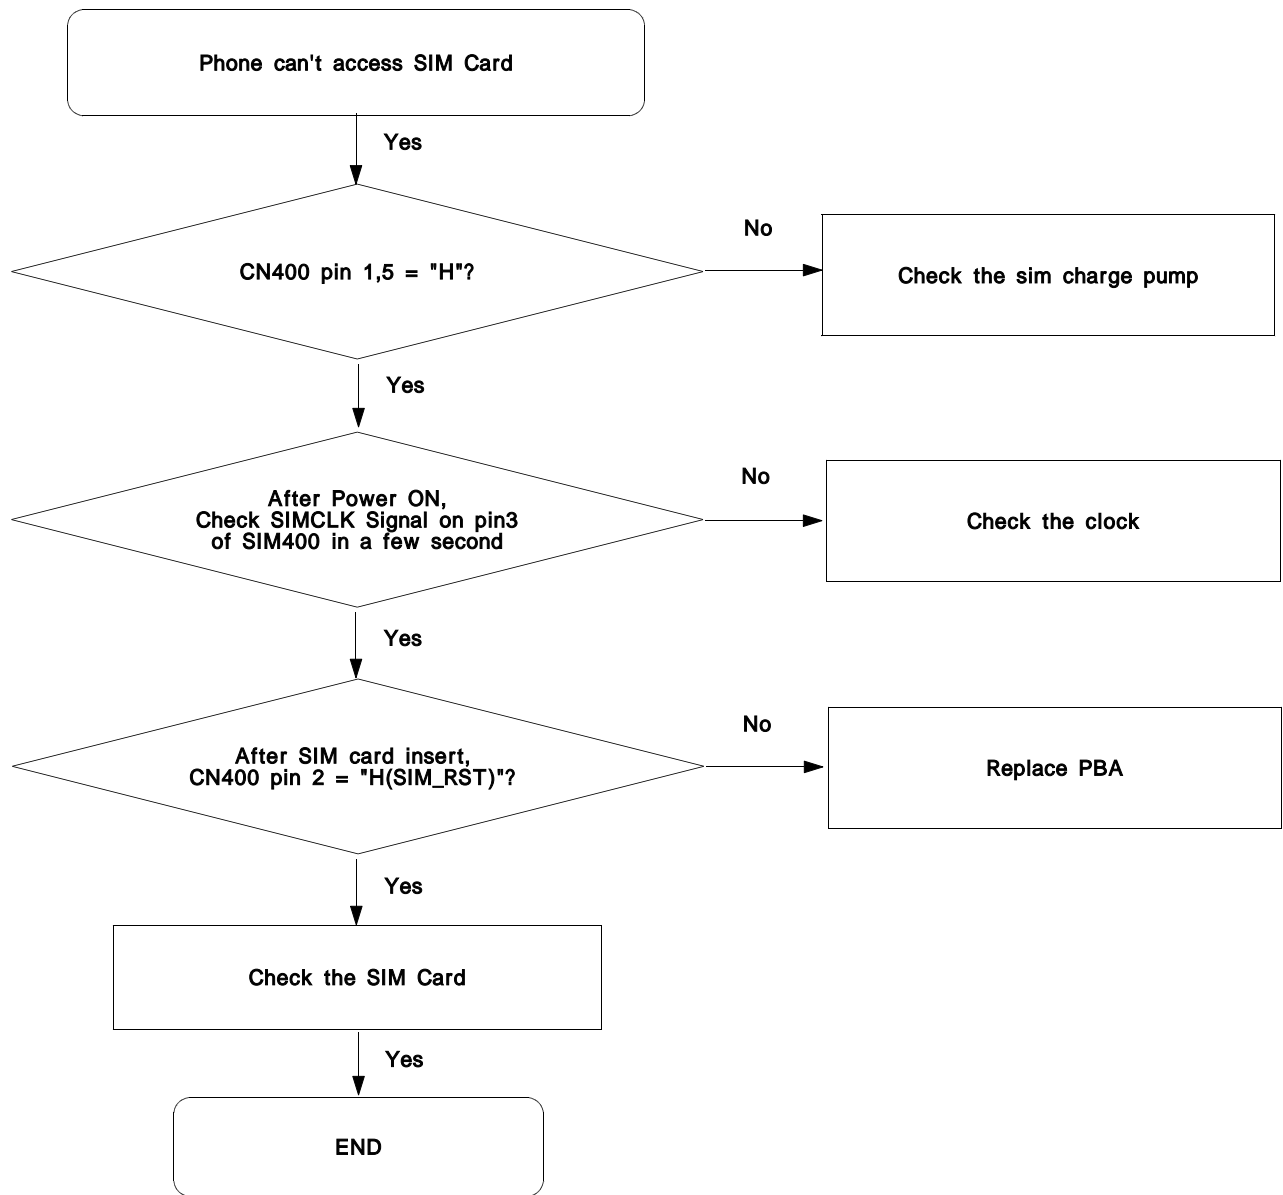 Phone can't access SIM Card
Yes
CN400 pin 1,5 = "H"?
No
Check the sim charge pump
Yes
After Power ON,
Check SIMCLK Signal on pin3
of SIM400 in a few second
No
Check the clock
Yes
After SIM card insert,
CN400 pin 2 = "H(SIM_RST)"?
No
Replace PBA
Yes
Check the SIM Card
Yes
END